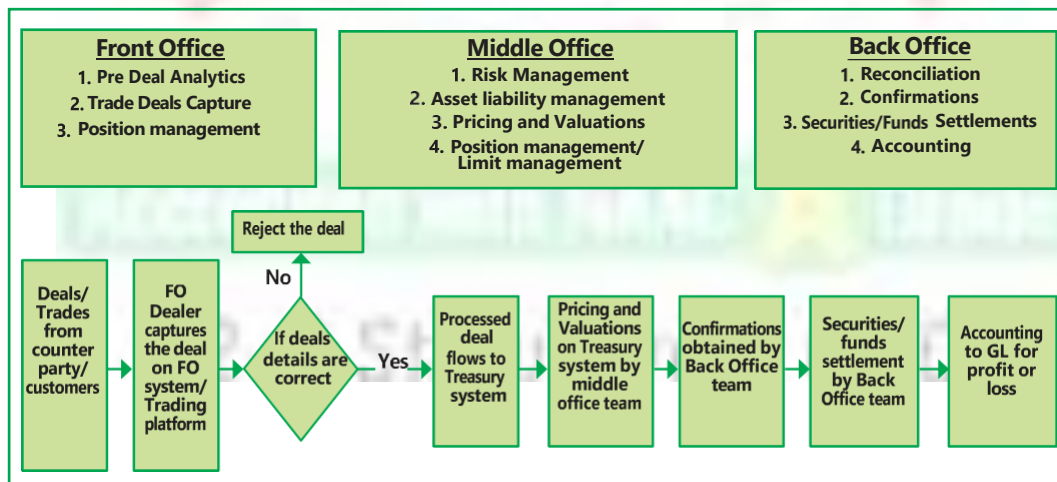 Front Office
1. Pre Deal Analytics
2. Trade Deals Capture
3. Position management
Middle Office
1. Risk Management
2. Asset liability management
3. Pricing and Valuations
4. Position management/
Limit management
Back Office
1. Reconciliation
2. Confirmations
3. Securities/Funds Settlements
4. Accounting
Reject the deal
No
Deals/
Trades
from
counter
party/
customers
FO
Dealer
captures
the deal
on FO
system/
Trading
platform
If deals
details are
correct
Yes
Processed
deal
flows to
Treasury
system
Pricing and
Valuations
on Treasury
system by
middle
office team
Confirmations
obtained by
Back Office
team
Securities/
funds
settlement
by Back
Office team
Accounting
to GL for
profit or
loss